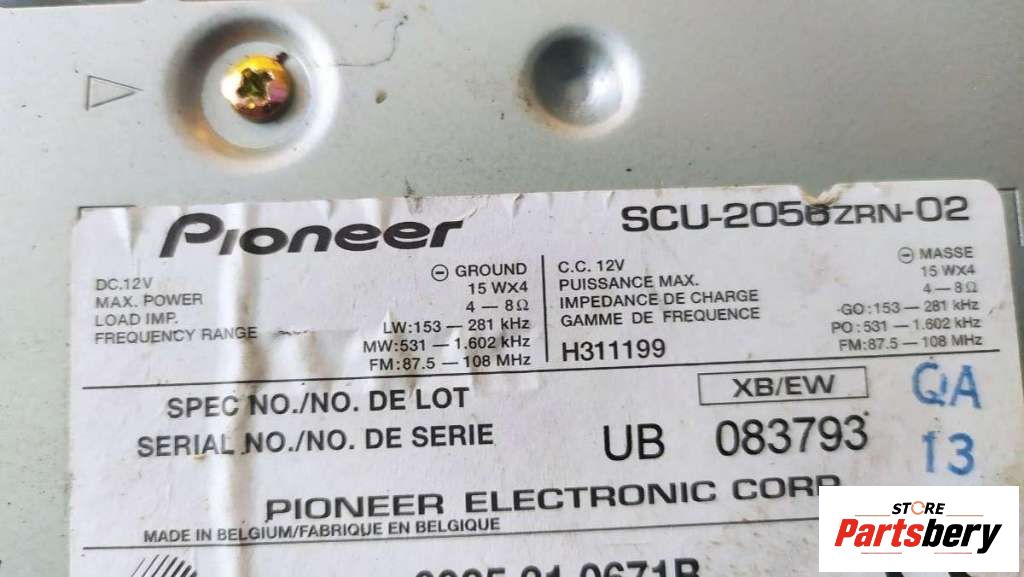 Pioneer
SCU-2056ZRN-02
DC.12V ⊖ GROUND
MAX. POWER 15 WX4
LOAD IMP. 4 — 8Ω
FREQUENCY RANGE LW:153 — 281 kHz
MW:531 — 1.602 kHz
FM:87.5 — 108 MHz
C.C. 12V ⊖ MASSE
PUISSANCE MAX. 15 WX4
IMPEDANCE DE CHARGE 4 — 8Ω
GAMME DE FREQUENCE GO:153 — 281 kHz
PO:531 — 1.602 kHz
H311199 FM:87.5 — 108 MHz
SPEC NO./NO. DE LOT XB/EW QA
SERIAL NO./NO. DE SERIE UB 083793 13
PIONEER ELECTRONIC CORP
MADE IN BELGIUM/FABRIQUE EN BELGIQUE
STORE
Partsbery